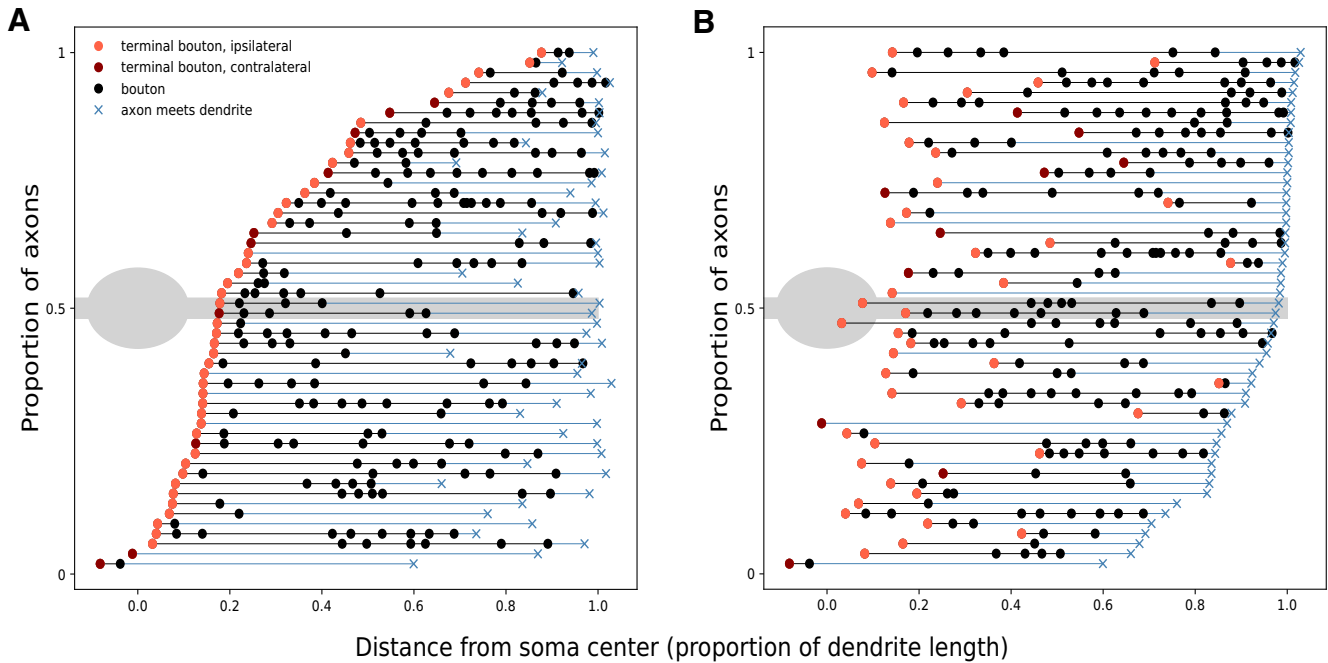 A
B
terminal bouton, ipsilateral
terminal bouton, contralateral
bouton
axon meets dendrite
Proportion of axons
1
0.5
0
0.0 0.2 0.4 0.6 0.8 1.0
Proportion of axons
1
0.5
0
0.0 0.2 0.4 0.6 0.8 1.0
Distance from soma center (proportion of dendrite length)